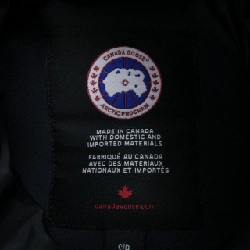 CANADA GOOSE
ARCTIC PROGRAM
MADE IN CANADA
WITH DOMESTIC AND
IMPORTED MATERIALS
FABRIQUÉ AU CANADA
AVEC DES MATERIAUX
NATIONAUX ET IMPORTÉS